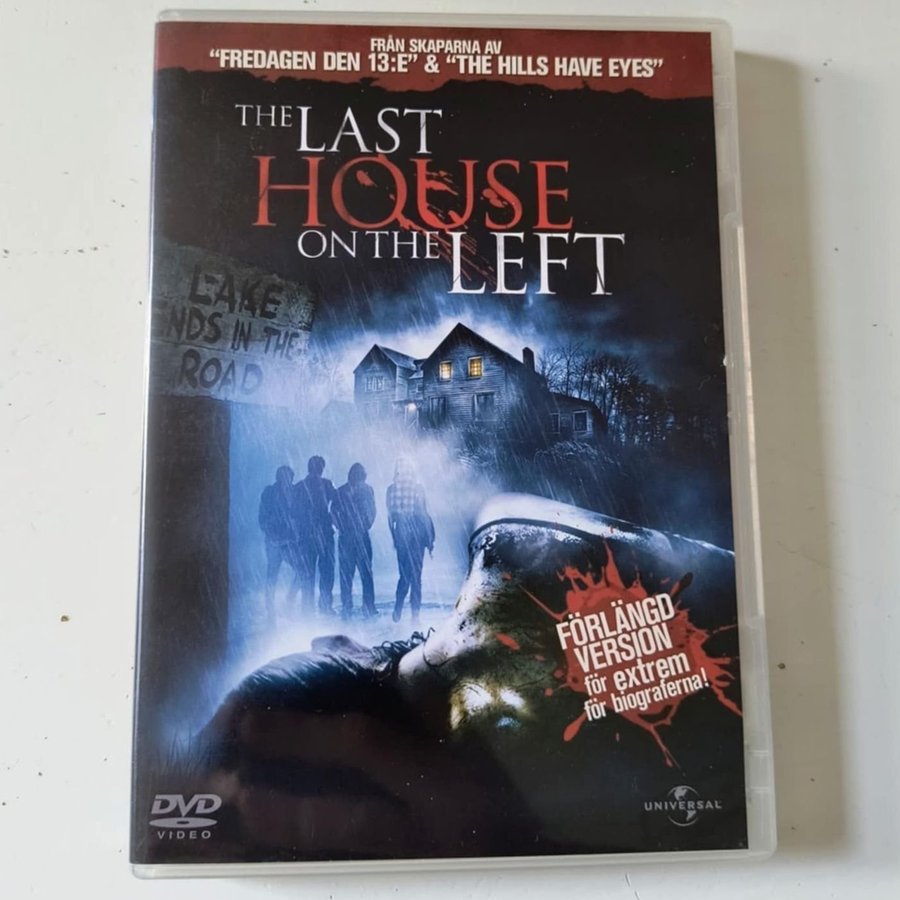 FRÅN SKAPARNA AV
"FREDAGEN DEN 13:E" & "THE HILLS HAVE EYES"
THE LAST
HOUSE
ON THE LEFT
LAKE
NDS IN THE
ROAD
FÖRLÄNGD
VERSION
för extrem
för biograferna!
DVD
VIDEO
UNIVERSAL